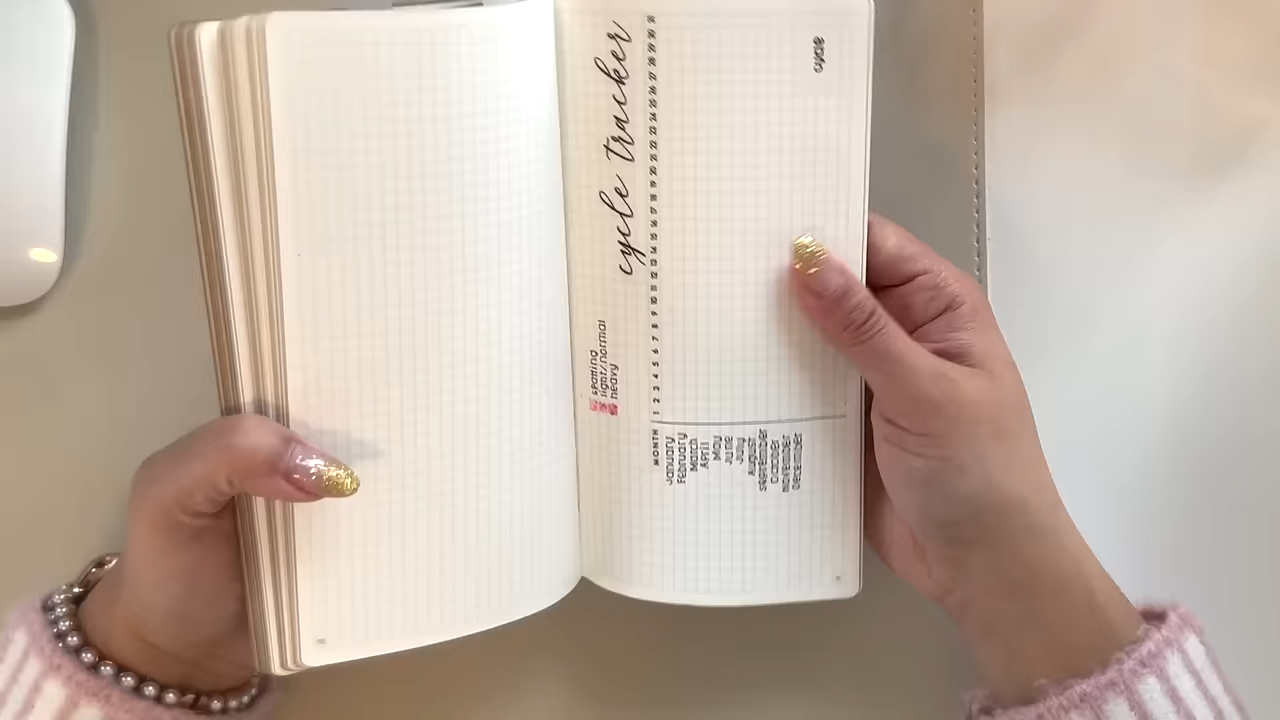 cycle tracker
spotting
light/normal
heavy
MONTH 1 2 3 4 5 6 7 8 9 10 11 12 13 14 15 16 17 18 19 20 21 22 23 24 25 26 27 28 29 30 31
January
February
March
April
May
June
July
August
September
October
November
December
stats